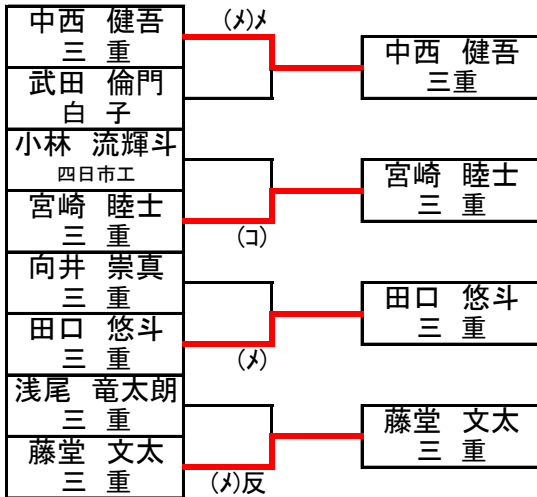 中西 健吾
三 重
武田 倫門
白 子
小林 流輝斗
四日市工
宮崎 睦士
三 重
向井 崇真
三 重
田口 悠斗
三 重
浅尾 竜太朗
三 重
藤堂 文太
三 重
(メ)メ
(コ)
(メ)
(メ)反
中西 健吾
三重
宮崎 睦士
三 重
田口 悠斗
三 重
藤堂 文太
三 重